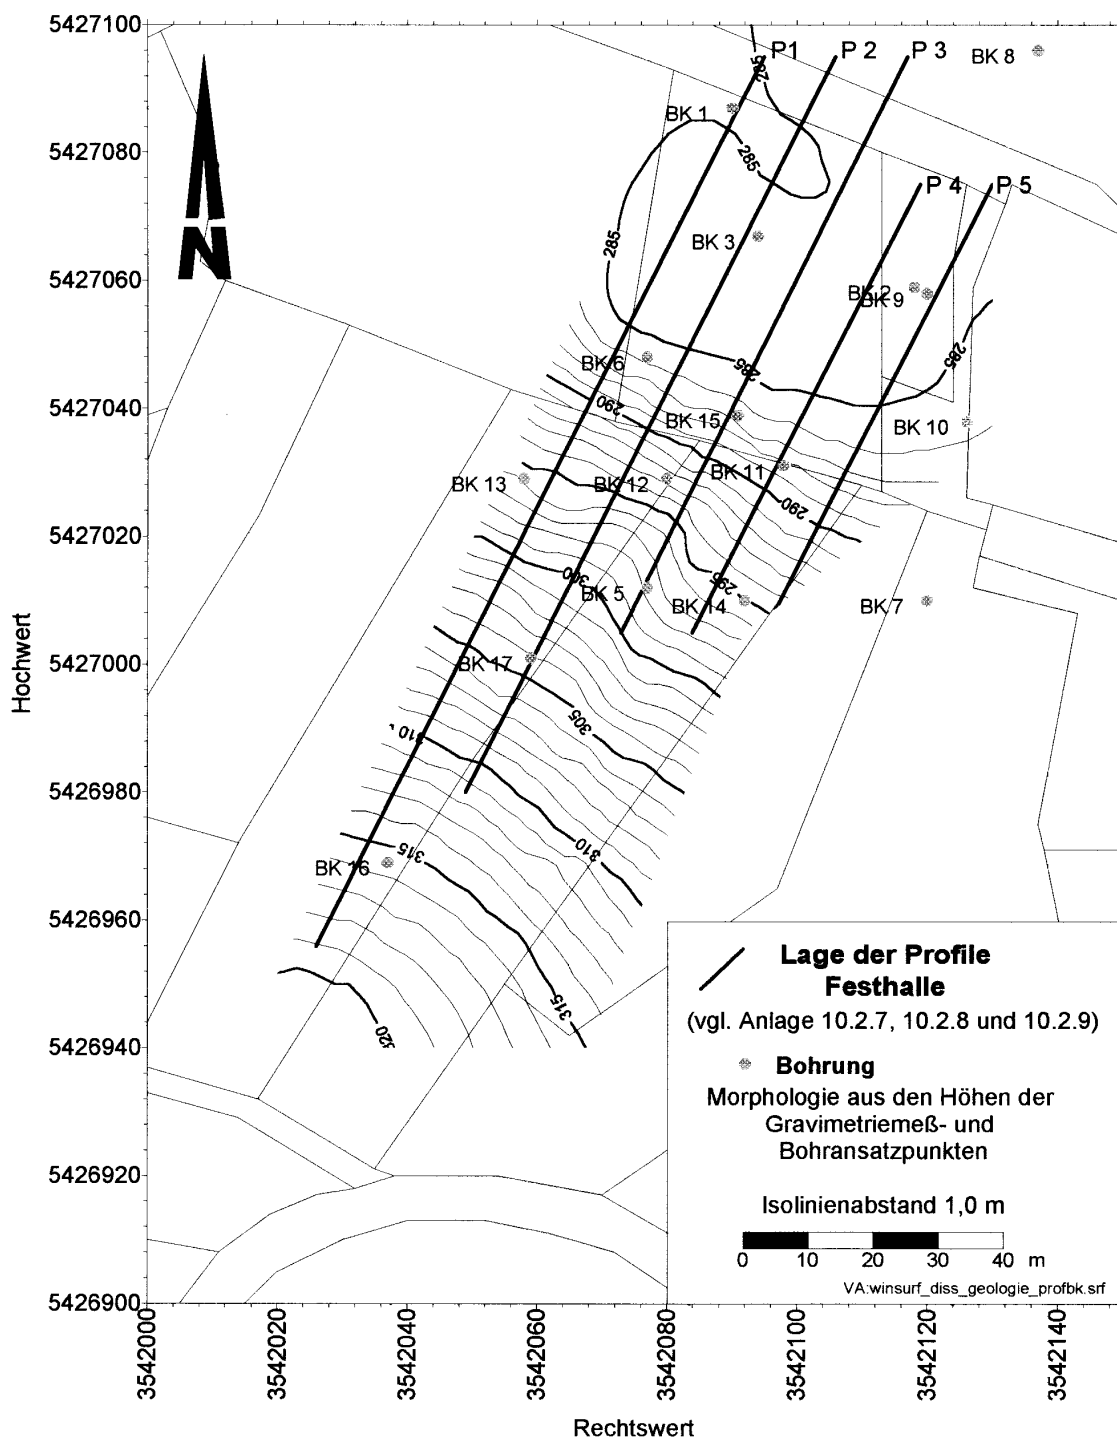 5427100
5427080
5427060
5427040
5427020
5427000
5426980
5426960
5426940
5426920
5426900
Hochwert
N
P1
P 2
P 3
P 4
P 5
BK 8
BK 1
BK 3
BK 2
BK 9
BK 6
BK 15
BK 10
BK 11
BK 12
BK 13
BK 5
BK 14
BK 7
BK 17
BK 16
285
285
285
285
285
290
290
295
300
305
310
310
315
315
320
Lage der Profile
Festhalle
(vgl. Anlage 10.2.7, 10.2.8 und 10.2.9)
Bohrung
Morphologie aus den Höhen der
Gravimetriemeß- und
Bohransatzpunkten
Isolinienabstand 1,0 m
0 10 20 30 40 m
VA:winsurf_diss_geologie_profbk.srf
3542000
3542020
3542040
3542060
3542080
3542100
3542120
3542140
Rechtswert